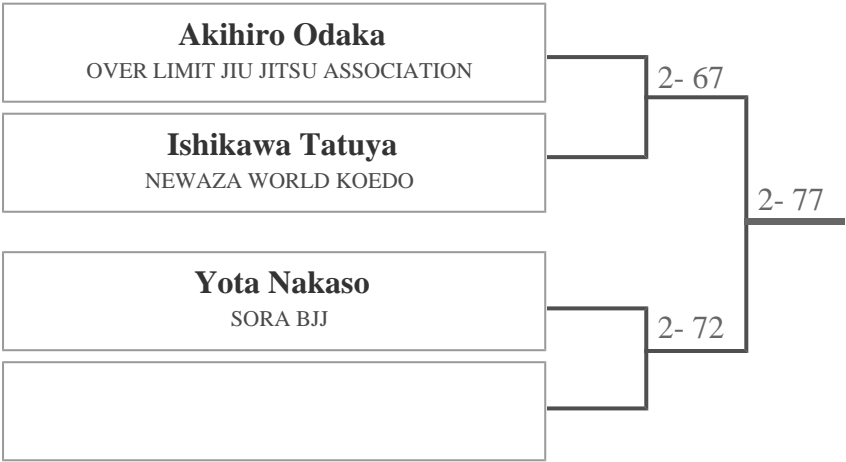 Akihiro Odaka
OVER LIMIT JIU JITSU ASSOCIATION
2- 67
Ishikawa Tatuya
NEWAZA WORLD KOEDO
2- 77
Yota Nakaso
SORA BJJ
2- 72